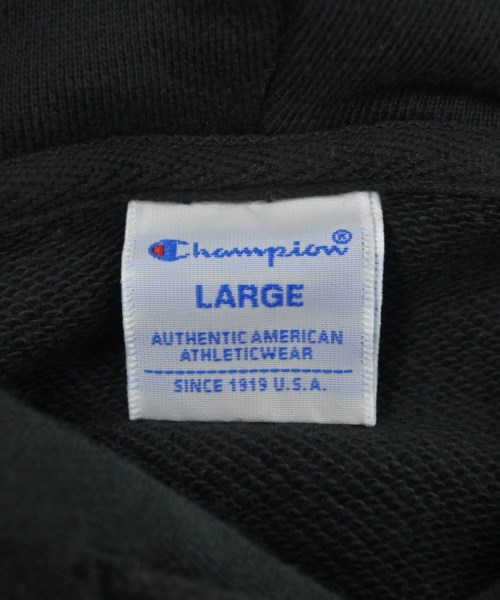 Champion®
LARGE
AUTHENTIC AMERICAN
ATHLETICWEAR
SINCE 1919 U.S.A.